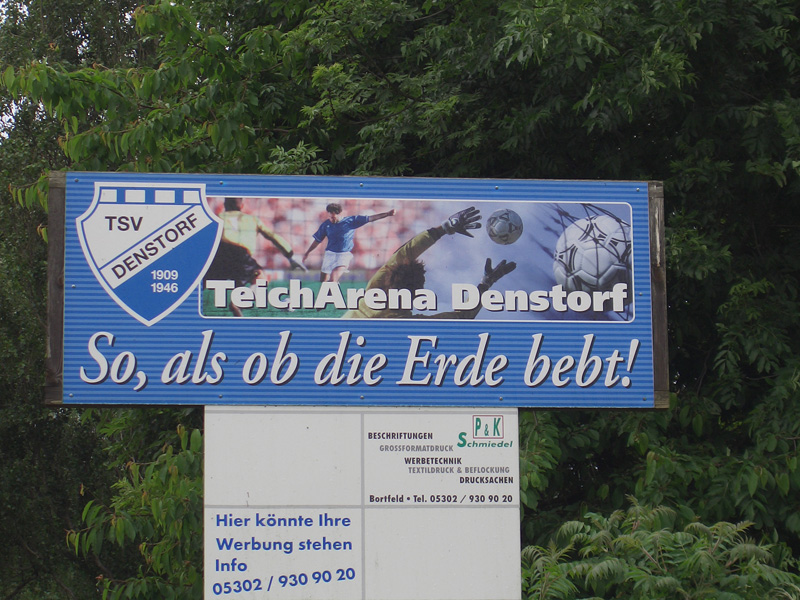 TSV
DENSTORF
1909
1946
TeichArena Denstorf
So, als ob die Erde bebt!
P & K
Schmiedel
BESCHRIFTUNGEN
GROSSFORMATDRUCK
WERBETECHNIK
TEXTILDRUCK & BEFLOCKUNG
DRUCKSACHEN
Bortfeld • Tel. 05302 / 930 90 20
Hier könnte Ihre
Werbung stehen
Info
05302 / 930 90 20